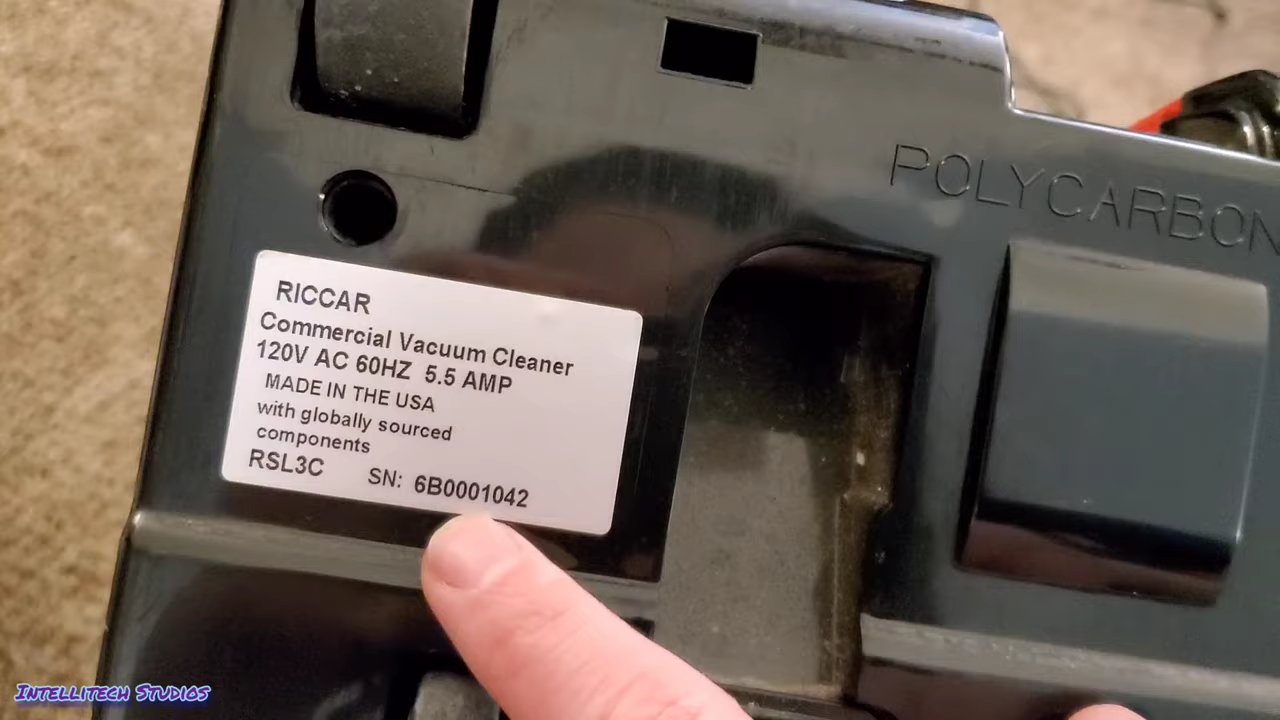 POLYCARBON
RICCAR
Commercial Vacuum Cleaner
120V AC 60HZ 5.5 AMP
MADE IN THE USA
with globally sourced
components
RSL3C SN: 6B0001042
Intellitech Studios